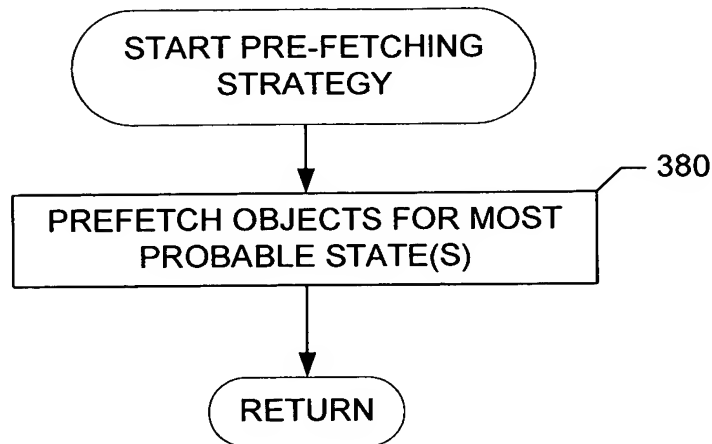 START PRE-FETCHING
STRATEGY
380
PREFETCH OBJECTS FOR MOST
PROBABLE STATE(S)
RETURN